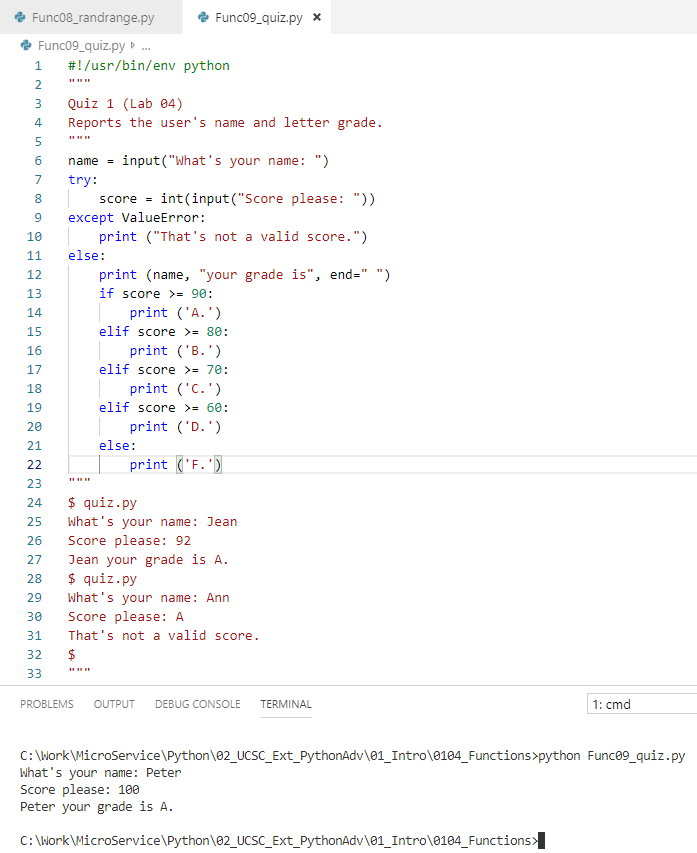 Func08_randrange.py Func09_quiz.py ×
Func09_quiz.py ...
1 #!/usr/bin/env python
2 """
3 Quiz 1 (Lab 04)
4 Reports the user's name and letter grade.
5 """
6 name = input("What's your name: ")
7 try:
8     score = int(input("Score please: "))
9 except ValueError:
10     print ("That's not a valid score.")
11 else:
12     print (name, "your grade is", end=" ")
13     if score >= 90:
14         print ('A.')
15     elif score >= 80:
16         print ('B.')
17     elif score >= 70:
18         print ('C.')
19     elif score >= 60:
20         print ('D.')
21     else:
22         print ('F.')
23 """
24 $ quiz.py
25 What's your name: Jean
26 Score please: 92
27 Jean your grade is A.
28 $ quiz.py
29 What's your name: Ann
30 Score please: A
31 That's not a valid score.
32 $
33 """
PROBLEMS OUTPUT DEBUG CONSOLE TERMINAL 1: cmd
C:\Work\MicroService\Python\02_UCSC_Ext_PythonAdv\01_Intro\0104_Functions>python Func09_quiz.py
What's your name: Peter
Score please: 100
Peter your grade is A.
C:\Work\MicroService\Python\02_UCSC_Ext_PythonAdv\01_Intro\0104_Functions>